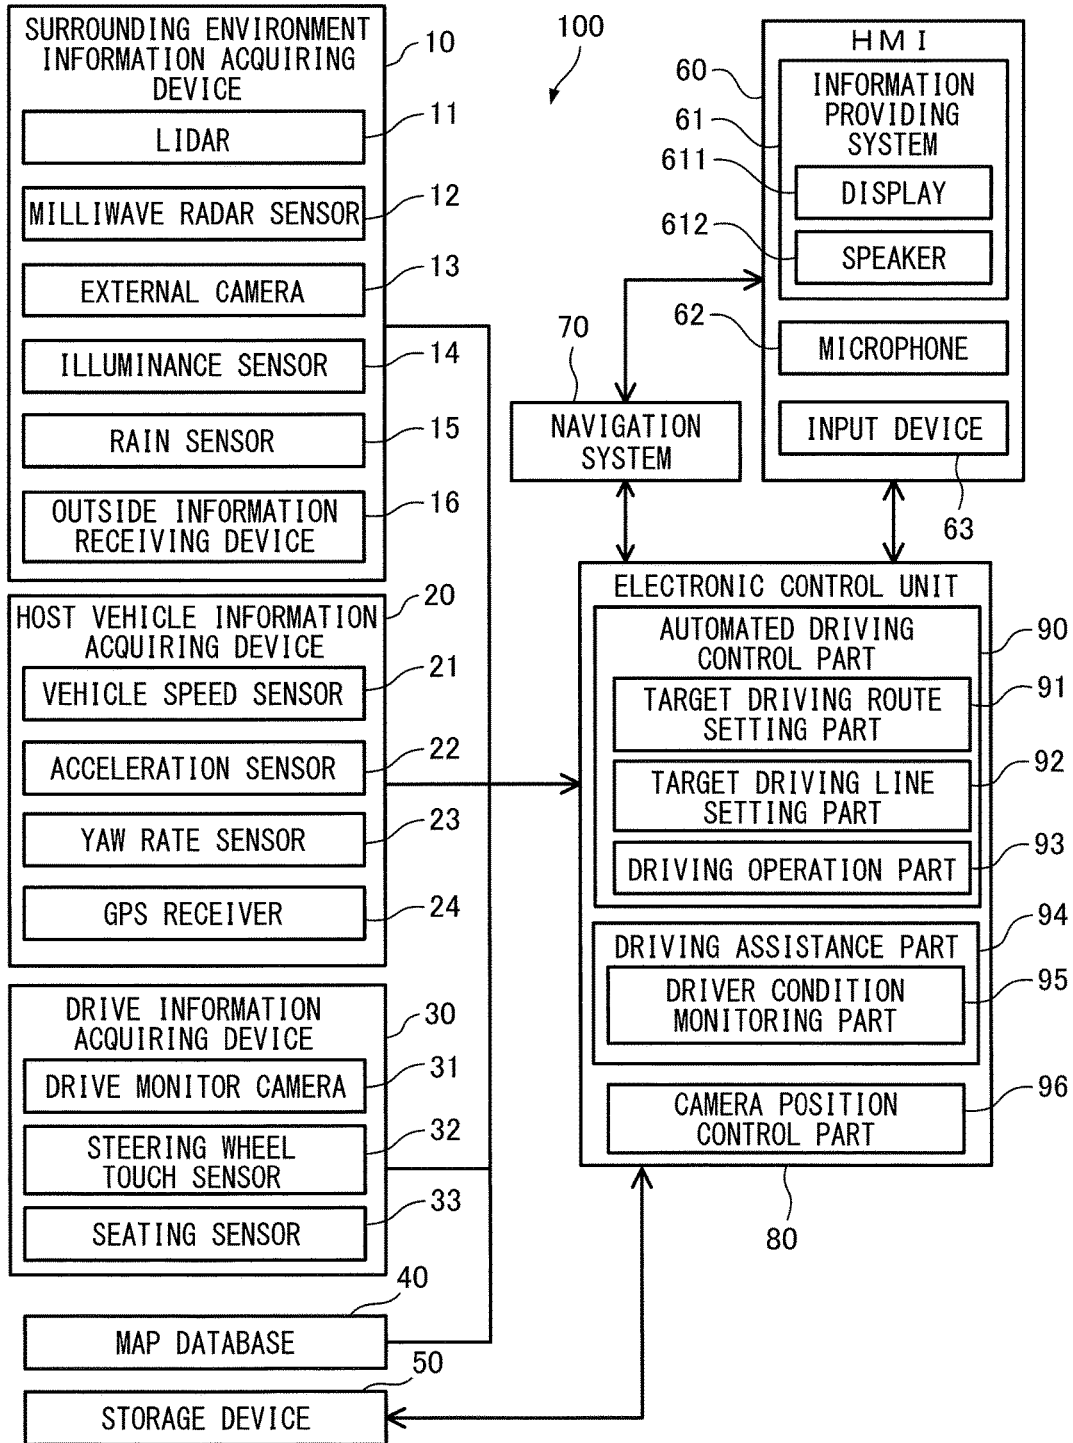 SURROUNDING ENVIRONMENT
INFORMATION ACQUIRING
DEVICE
10
LIDAR
11
MILLIWAVE RADAR SENSOR
12
EXTERNAL CAMERA
13
ILLUMINANCE SENSOR
14
RAIN SENSOR
15
OUTSIDE INFORMATION
RECEIVING DEVICE
16
HOST VEHICLE INFORMATION
ACQUIRING DEVICE
20
VEHICLE SPEED SENSOR
21
ACCELERATION SENSOR
22
YAW RATE SENSOR
23
GPS RECEIVER
24
DRIVE INFORMATION
ACQUIRING DEVICE
30
DRIVE MONITOR CAMERA
31
STEERING WHEEL
TOUCH SENSOR
32
SEATING SENSOR
33
40
MAP DATABASE
50
STORAGE DEVICE
100
HMI
60
INFORMATION
PROVIDING
SYSTEM
61
611
DISPLAY
612
SPEAKER
62
MICROPHONE
INPUT DEVICE
63
70
NAVIGATION
SYSTEM
ELECTRONIC CONTROL UNIT
AUTOMATED DRIVING
CONTROL PART
90
TARGET DRIVING ROUTE
SETTING PART
91
TARGET DRIVING LINE
SETTING PART
92
DRIVING OPERATION PART
93
DRIVING ASSISTANCE PART
94
DRIVER CONDITION
MONITORING PART
95
CAMERA POSITION
CONTROL PART
96
80